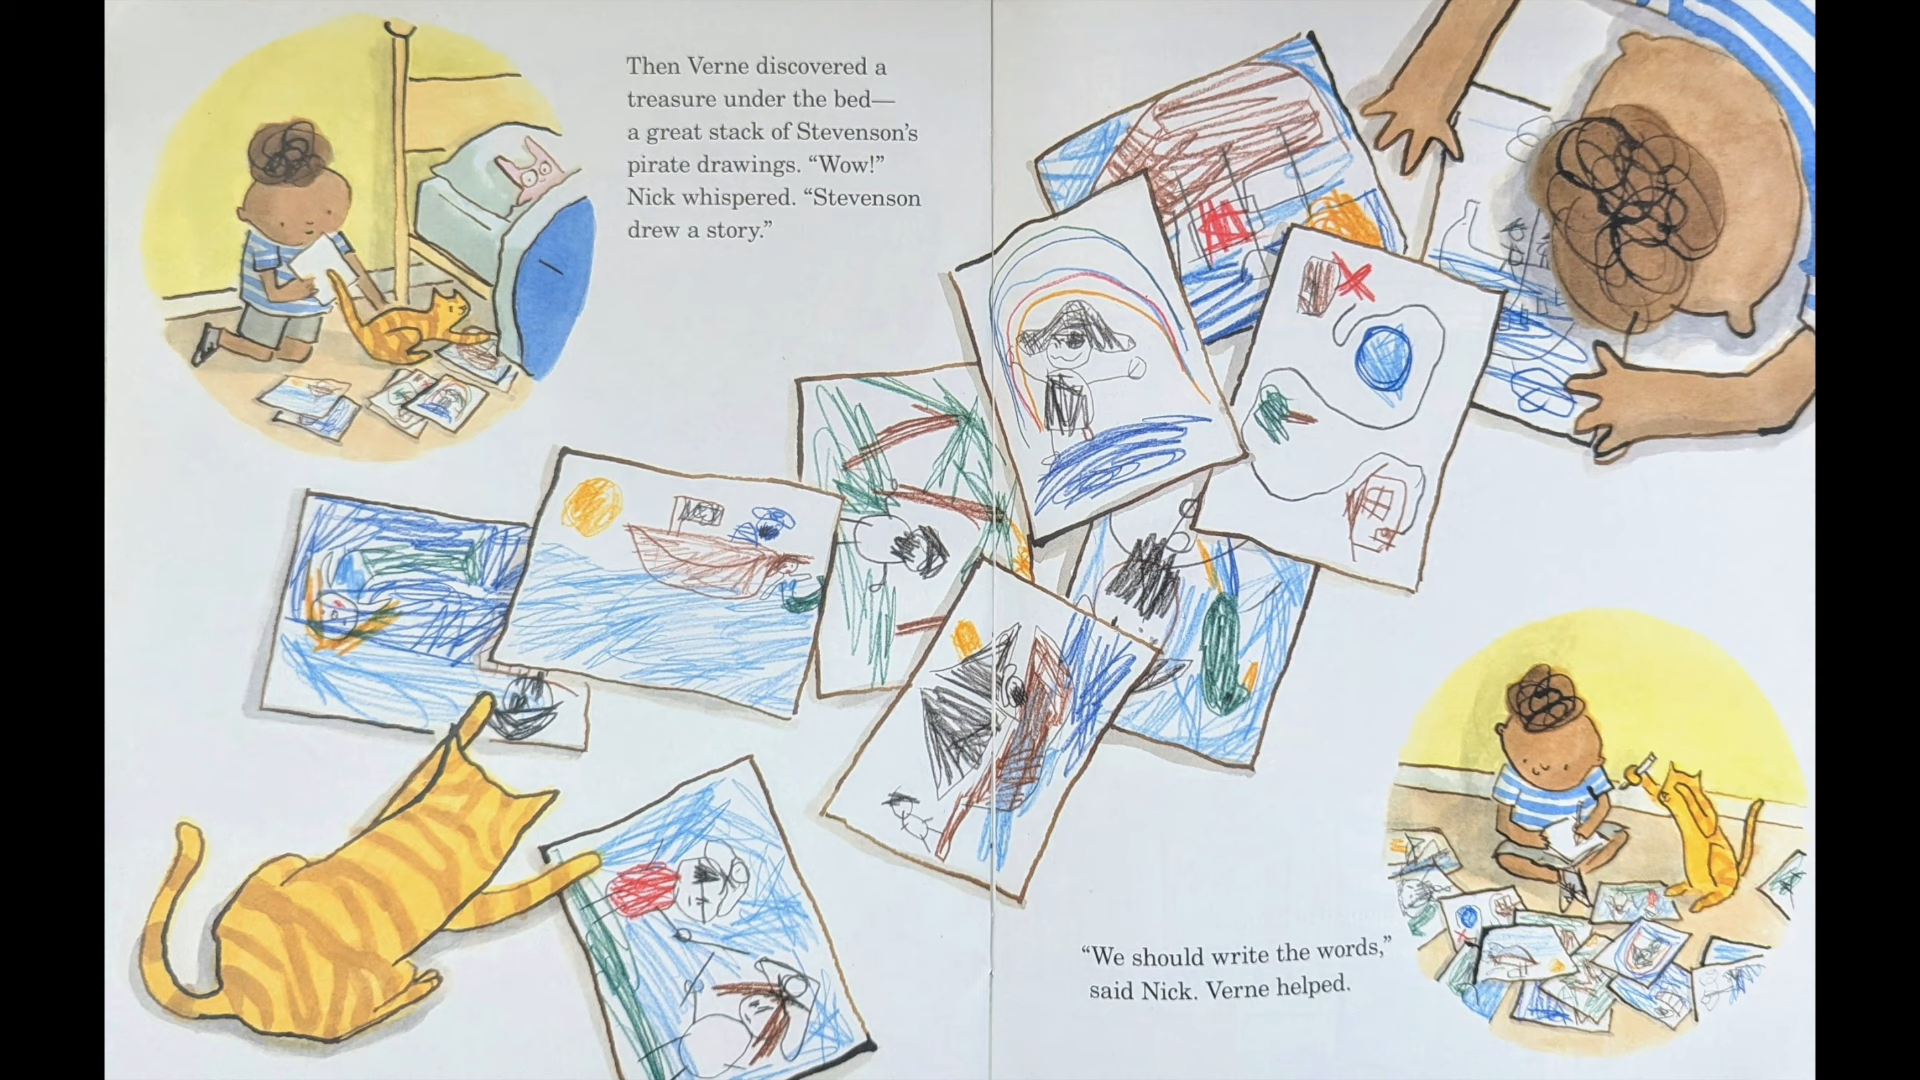 Then Verne discovered a
treasure under the bed—
a great stack of Stevenson’s
pirate drawings. “Wow!”
Nick whispered. “Stevenson
drew a story.”
“We should write the words,”
said Nick. Verne helped.